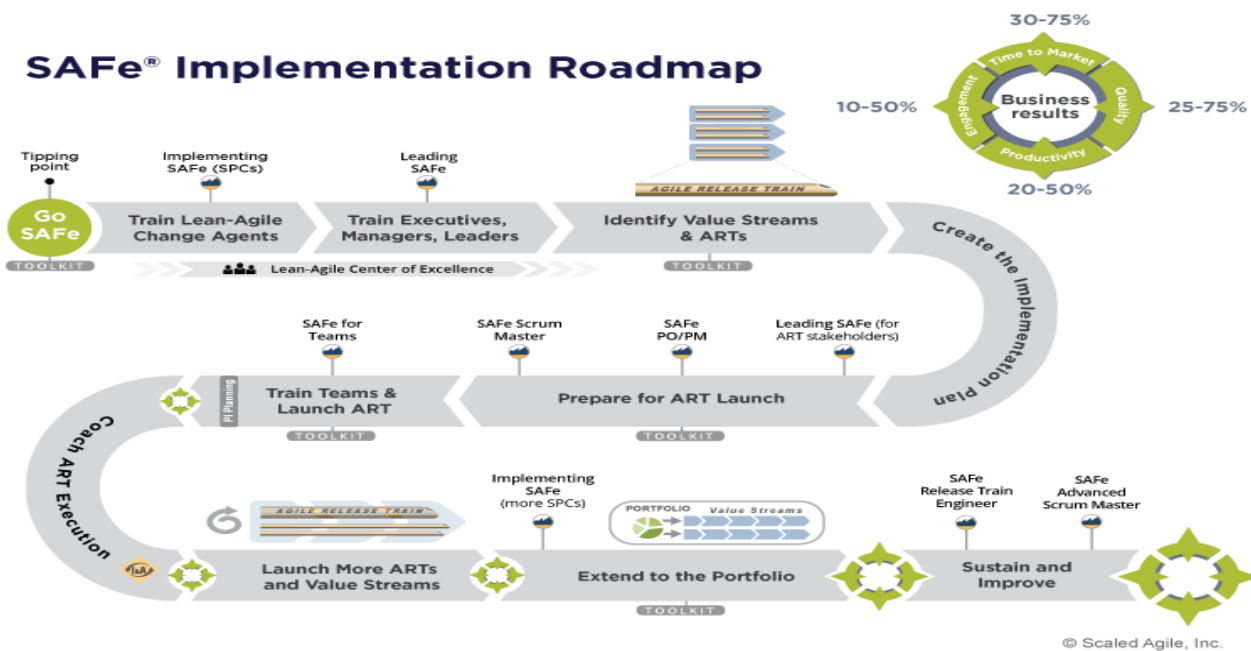 SAFe® Implementation Roadmap
30-75%
Time to Market
10-50%
Engagement
Business
results
Quality
25-75%
Productivity
20-50%
Tipping
point
Implementing
SAFe (SPCs)
Leading
SAFe
AGILE RELEASE TRAIN
Go
SAFe
Train Lean-Agile
Change Agents
Train Executives,
Managers, Leaders
Identify Value Streams
& ARTs
Create the Implementation Plan
TOOLKIT
Lean-Agile Center of Excellence
TOOLKIT
SAFe for
Teams
SAFe Scrum
Master
SAFe
PO/PM
Leading SAFe (for
ART stakeholders)
PI Planning
Train Teams &
Launch ART
Prepare for ART Launch
TOOLKIT
TOOLKIT
Coach ART Execution
I&A
AGILE RELEASE TRAIN
Implementing
SAFe
(more SPCs)
PORTFOLIO
Value Streams
SAFe
Release Train
Engineer
SAFe
Advanced
Scrum Master
Launch More ARTs
and Value Streams
Extend to the Portfolio
Sustain and
Improve
TOOLKIT
© Scaled Agile, Inc.